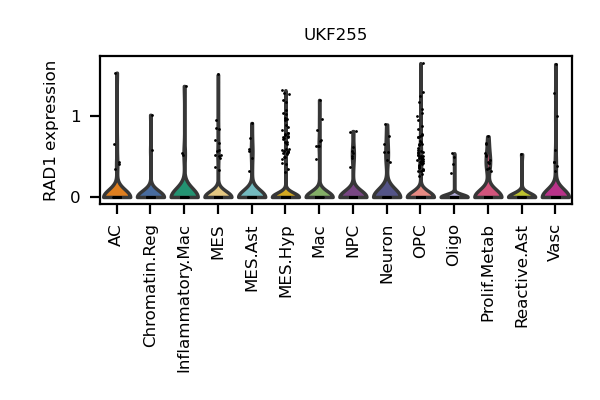 UKF255
RAD1 expression
1
0
AC
Chromatin.Reg
Inflammatory.Mac
MES
MES.Ast
MES.Hyp
Mac
NPC
Neuron
OPC
Oligo
Prolif.Metab
Reactive.Ast
Vasc